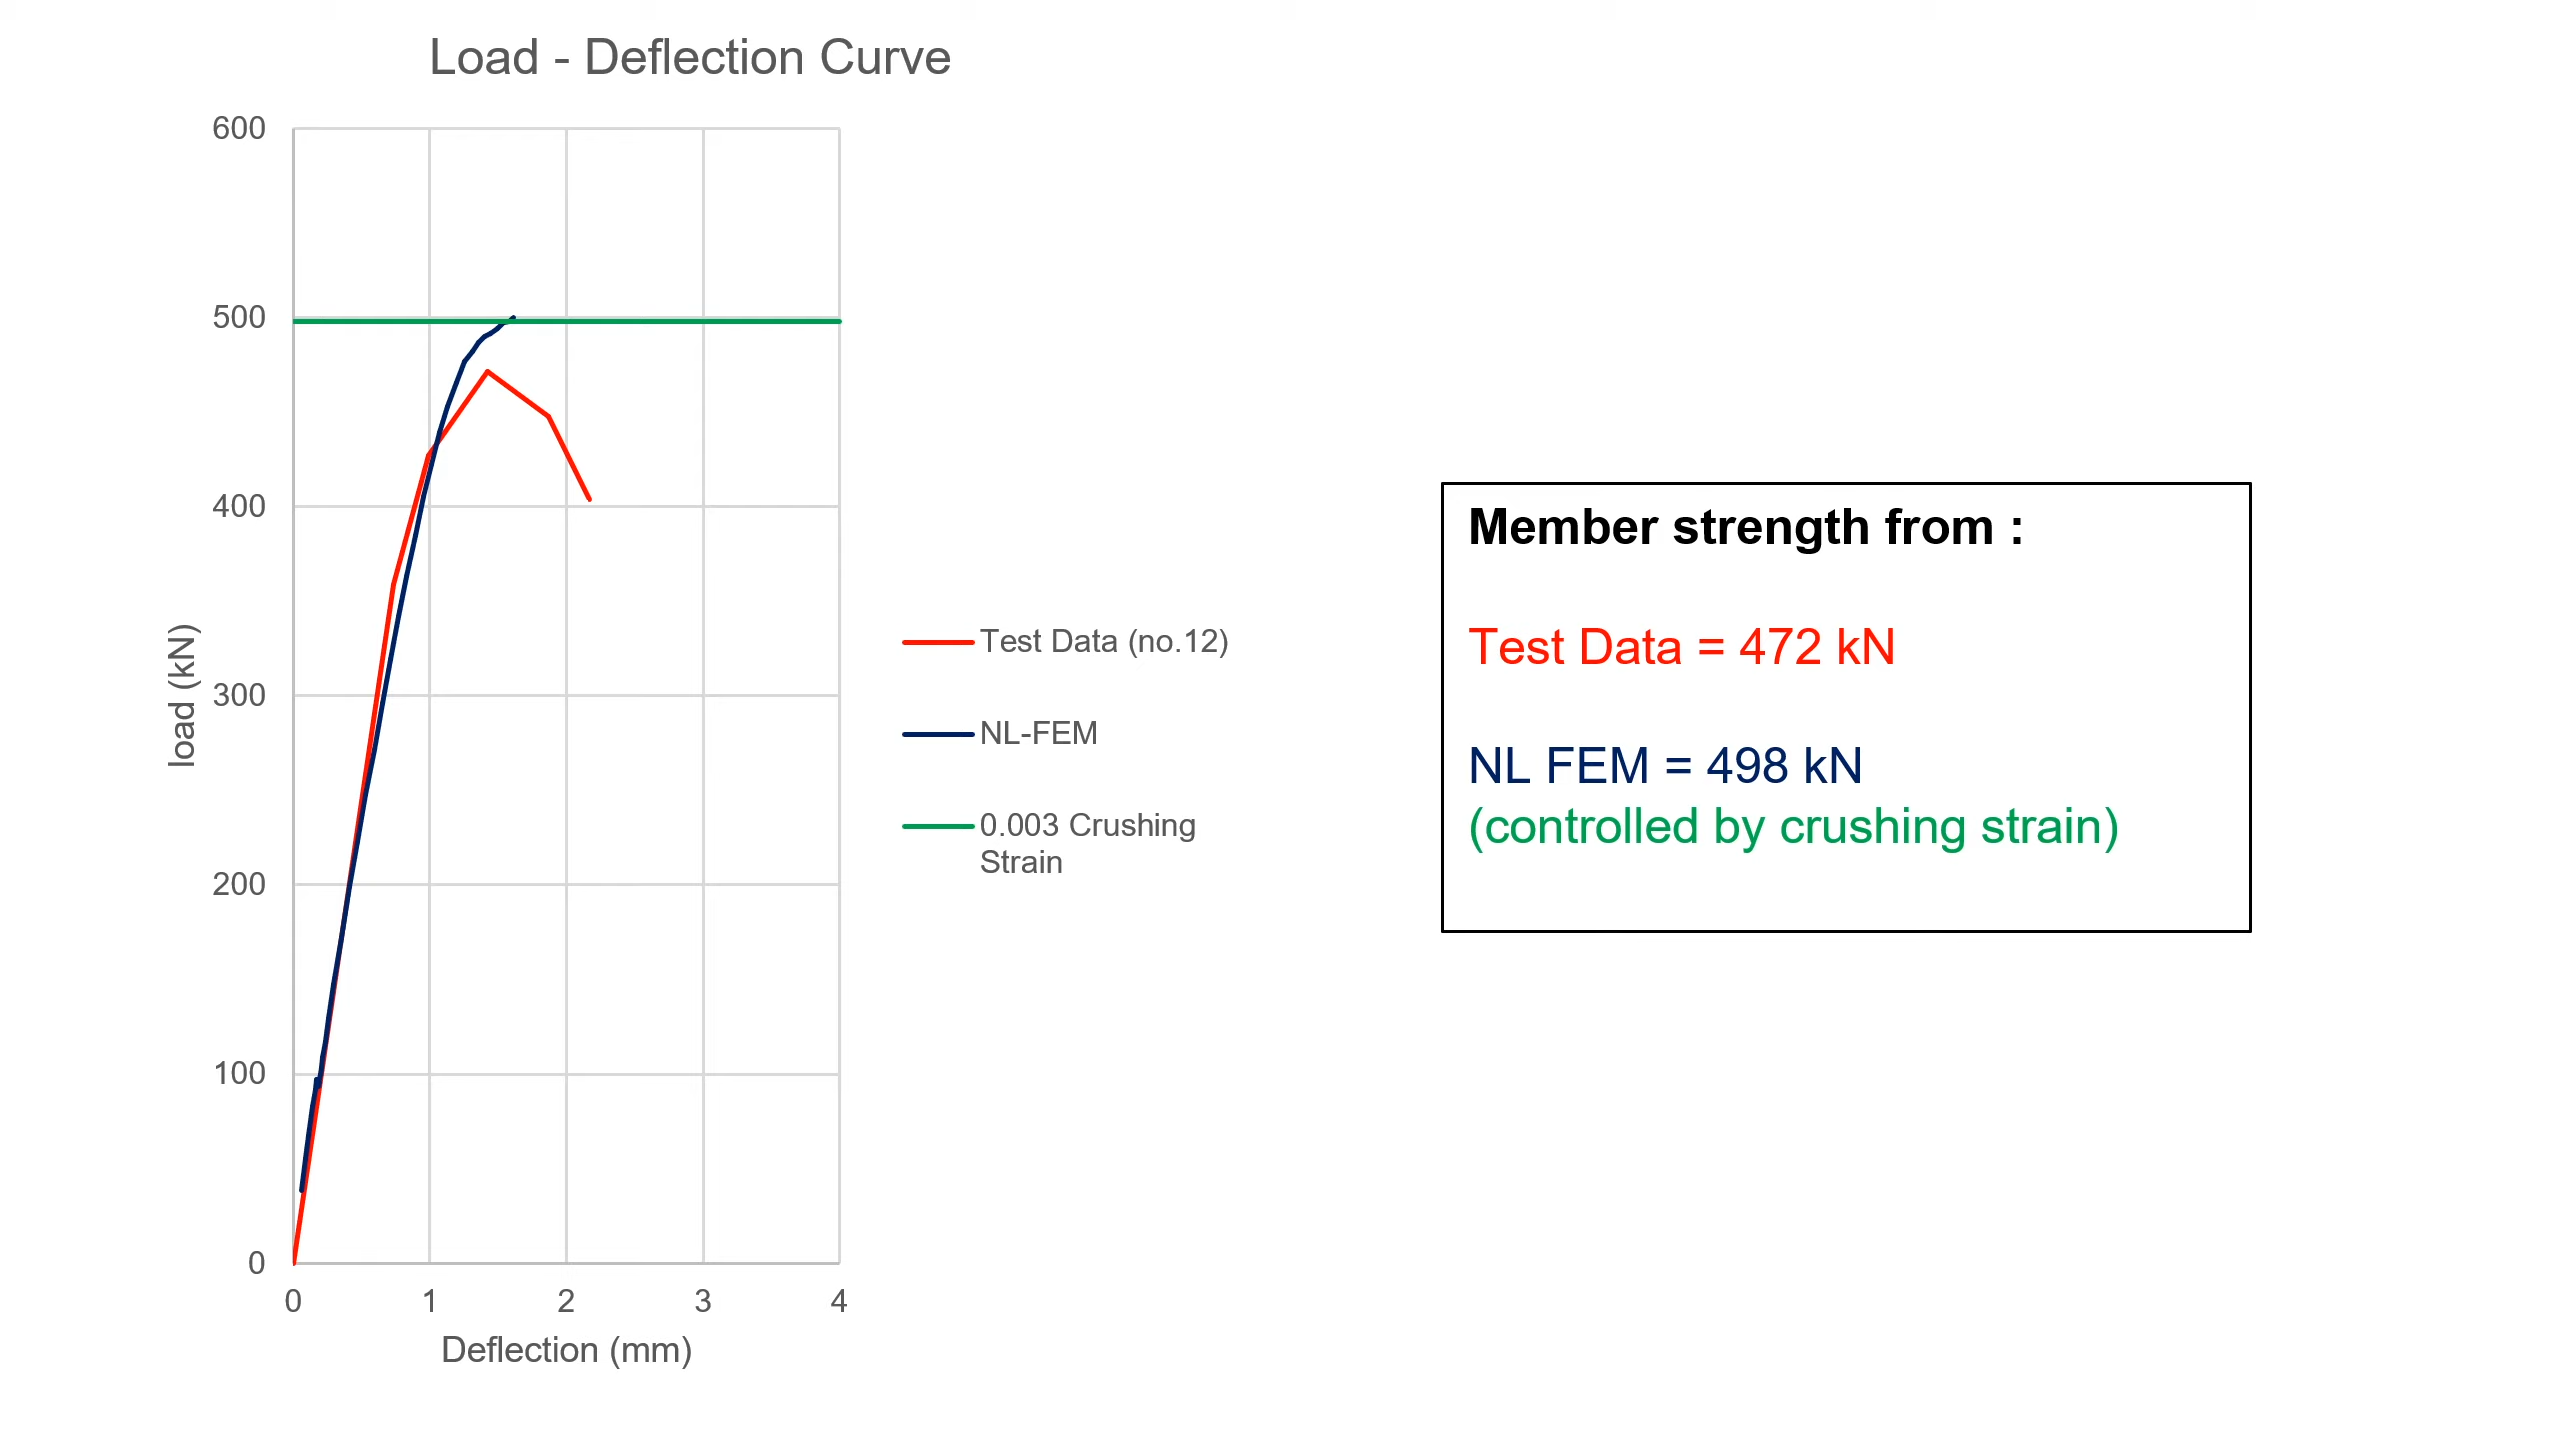 Load - Deflection Curve
600
500
400
300
200
100
0
load (kN)
0 1 2 3 4
Deflection (mm)
Test Data (no.12)
NL-FEM
0.003 Crushing
Strain
Member strength from :
Test Data = 472 kN
NL FEM = 498 kN
(controlled by crushing strain)